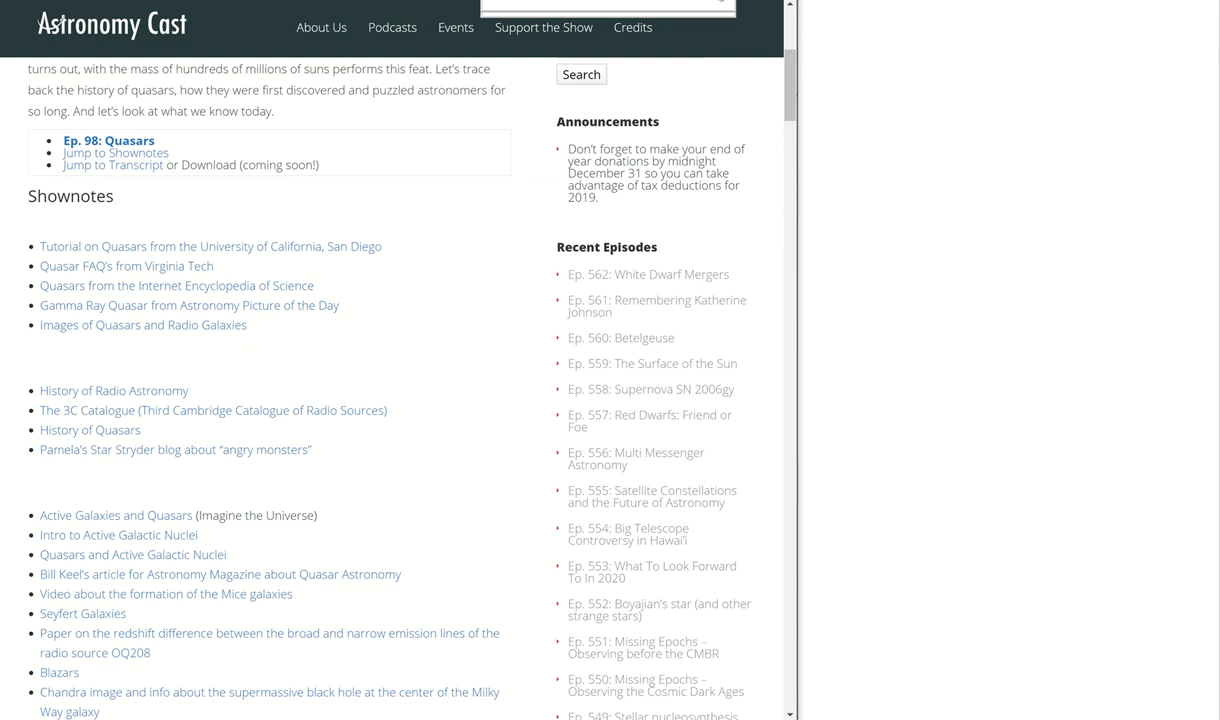 Astronomy Cast
About Us
Podcasts
Events
Support the Show
Credits
turns out, with the mass of hundreds of millions of suns performs this feat. Let’s trace
back the history of quasars, how they were first discovered and puzzled astronomers for
so long. And let’s look at what we know today.
Ep. 98: Quasars
Jump to Shownotes
Jump to Transcript or Download (coming soon!)
Shownotes
Tutorial on Quasars from the University of California, San Diego
Quasar FAQ’s from Virginia Tech
Quasars from the Internet Encyclopedia of Science
Gamma Ray Quasar from Astronomy Picture of the Day
Images of Quasars and Radio Galaxies
History of Radio Astronomy
The 3C Catalogue (Third Cambridge Catalogue of Radio Sources)
History of Quasars
Pamela’s Star Stryder blog about “angry monsters”
Active Galaxies and Quasars (Imagine the Universe)
Intro to Active Galactic Nuclei
Quasars and Active Galactic Nuclei
Bill Keel’s article for Astronomy Magazine about Quasar Astronomy
Video about the formation of the Mice galaxies
Seyfert Galaxies
Paper on the redshift difference between the broad and narrow emission lines of the
radio source OQ208
Blazars
Chandra image and info about the supermassive black hole at the center of the Milky
Way galaxy
Search
Announcements
Don’t forget to make your end of
year donations by midnight
December 31 so you can take
advantage of tax deductions for
2019.
Recent Episodes
Ep. 562: White Dwarf Mergers
Ep. 561: Remembering Katherine
Johnson
Ep. 560: Betelgeuse
Ep. 559: The Surface of the Sun
Ep. 558: Supernova SN 2006gy
Ep. 557: Red Dwarfs: Friend or
Foe
Ep. 556: Multi Messenger
Astronomy
Ep. 555: Satellite Constellations
and the Future of Astronomy
Ep. 554: Big Telescope
Controversy in Hawai’i
Ep. 553: What To Look Forward
To In 2020
Ep. 552: Boyajian’s star (and other
strange stars)
Ep. 551: Missing Epochs –
Observing before the CMBR
Ep. 550: Missing Epochs –
Observing the Cosmic Dark Ages
Ep. 549: Stellar nucleosynthesis